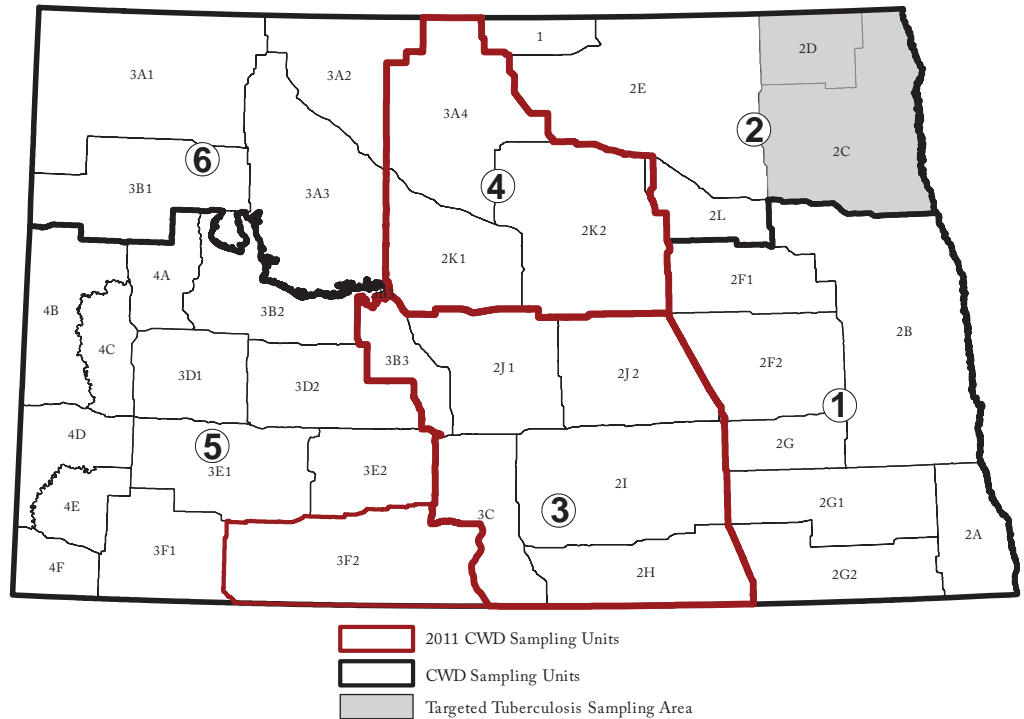 1
3A1
3A2
2D
2E
3A4
2
2C
6
4
3B1
3A3
2L
2K2
2K1
4A
2F1
4B
3B2
2B
4C
3B3
2J1
2J2
2F2
3D1
3D2
1
4D
5
2G
3E1
3E2
2I
4E
3
2G1
3C
2A
3F1
3F2
4F
2H
2G2
2011 CWD Sampling Units
CWD Sampling Units
Targeted Tuberculosis Sampling Area